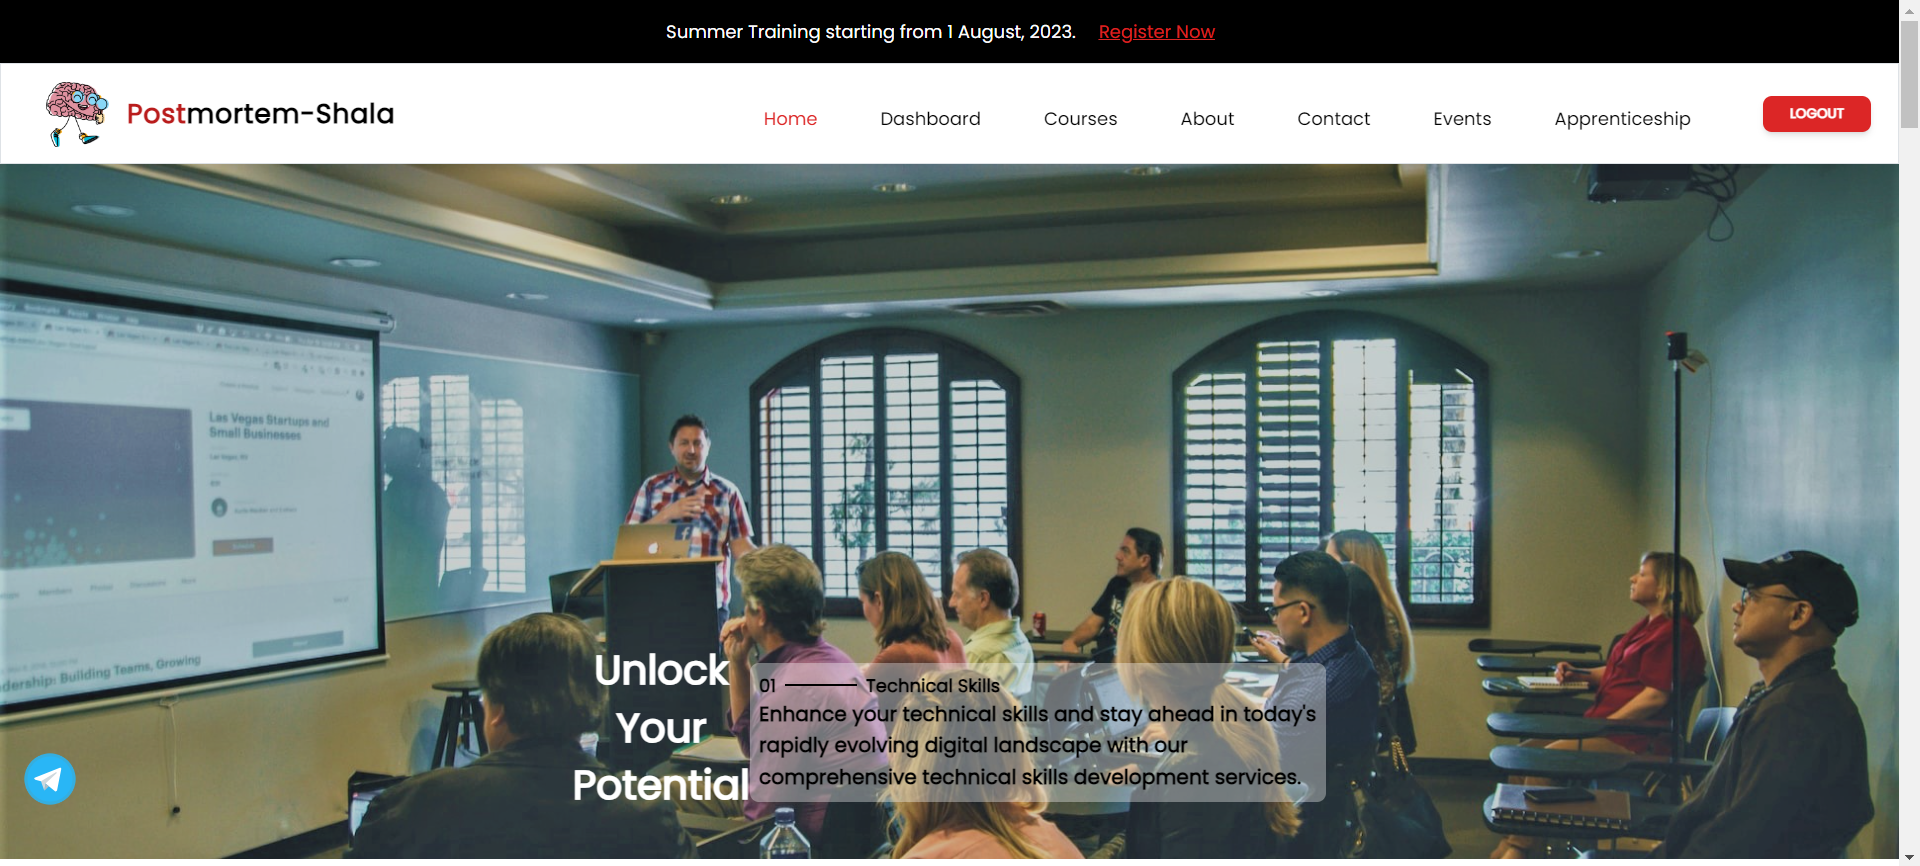 Summer Training starting from 1 August, 2023. Register Now
Postmortem-Shala
Home Dashboard Courses About Contact Events Apprenticeship LOGOUT
Las Vegas Startups and
Small Businesses
Building Teams, Growing
Unlock
Your
Potential
01 Technical Skills
Enhance your technical skills and stay ahead in today's
rapidly evolving digital landscape with our
comprehensive technical skills development services.